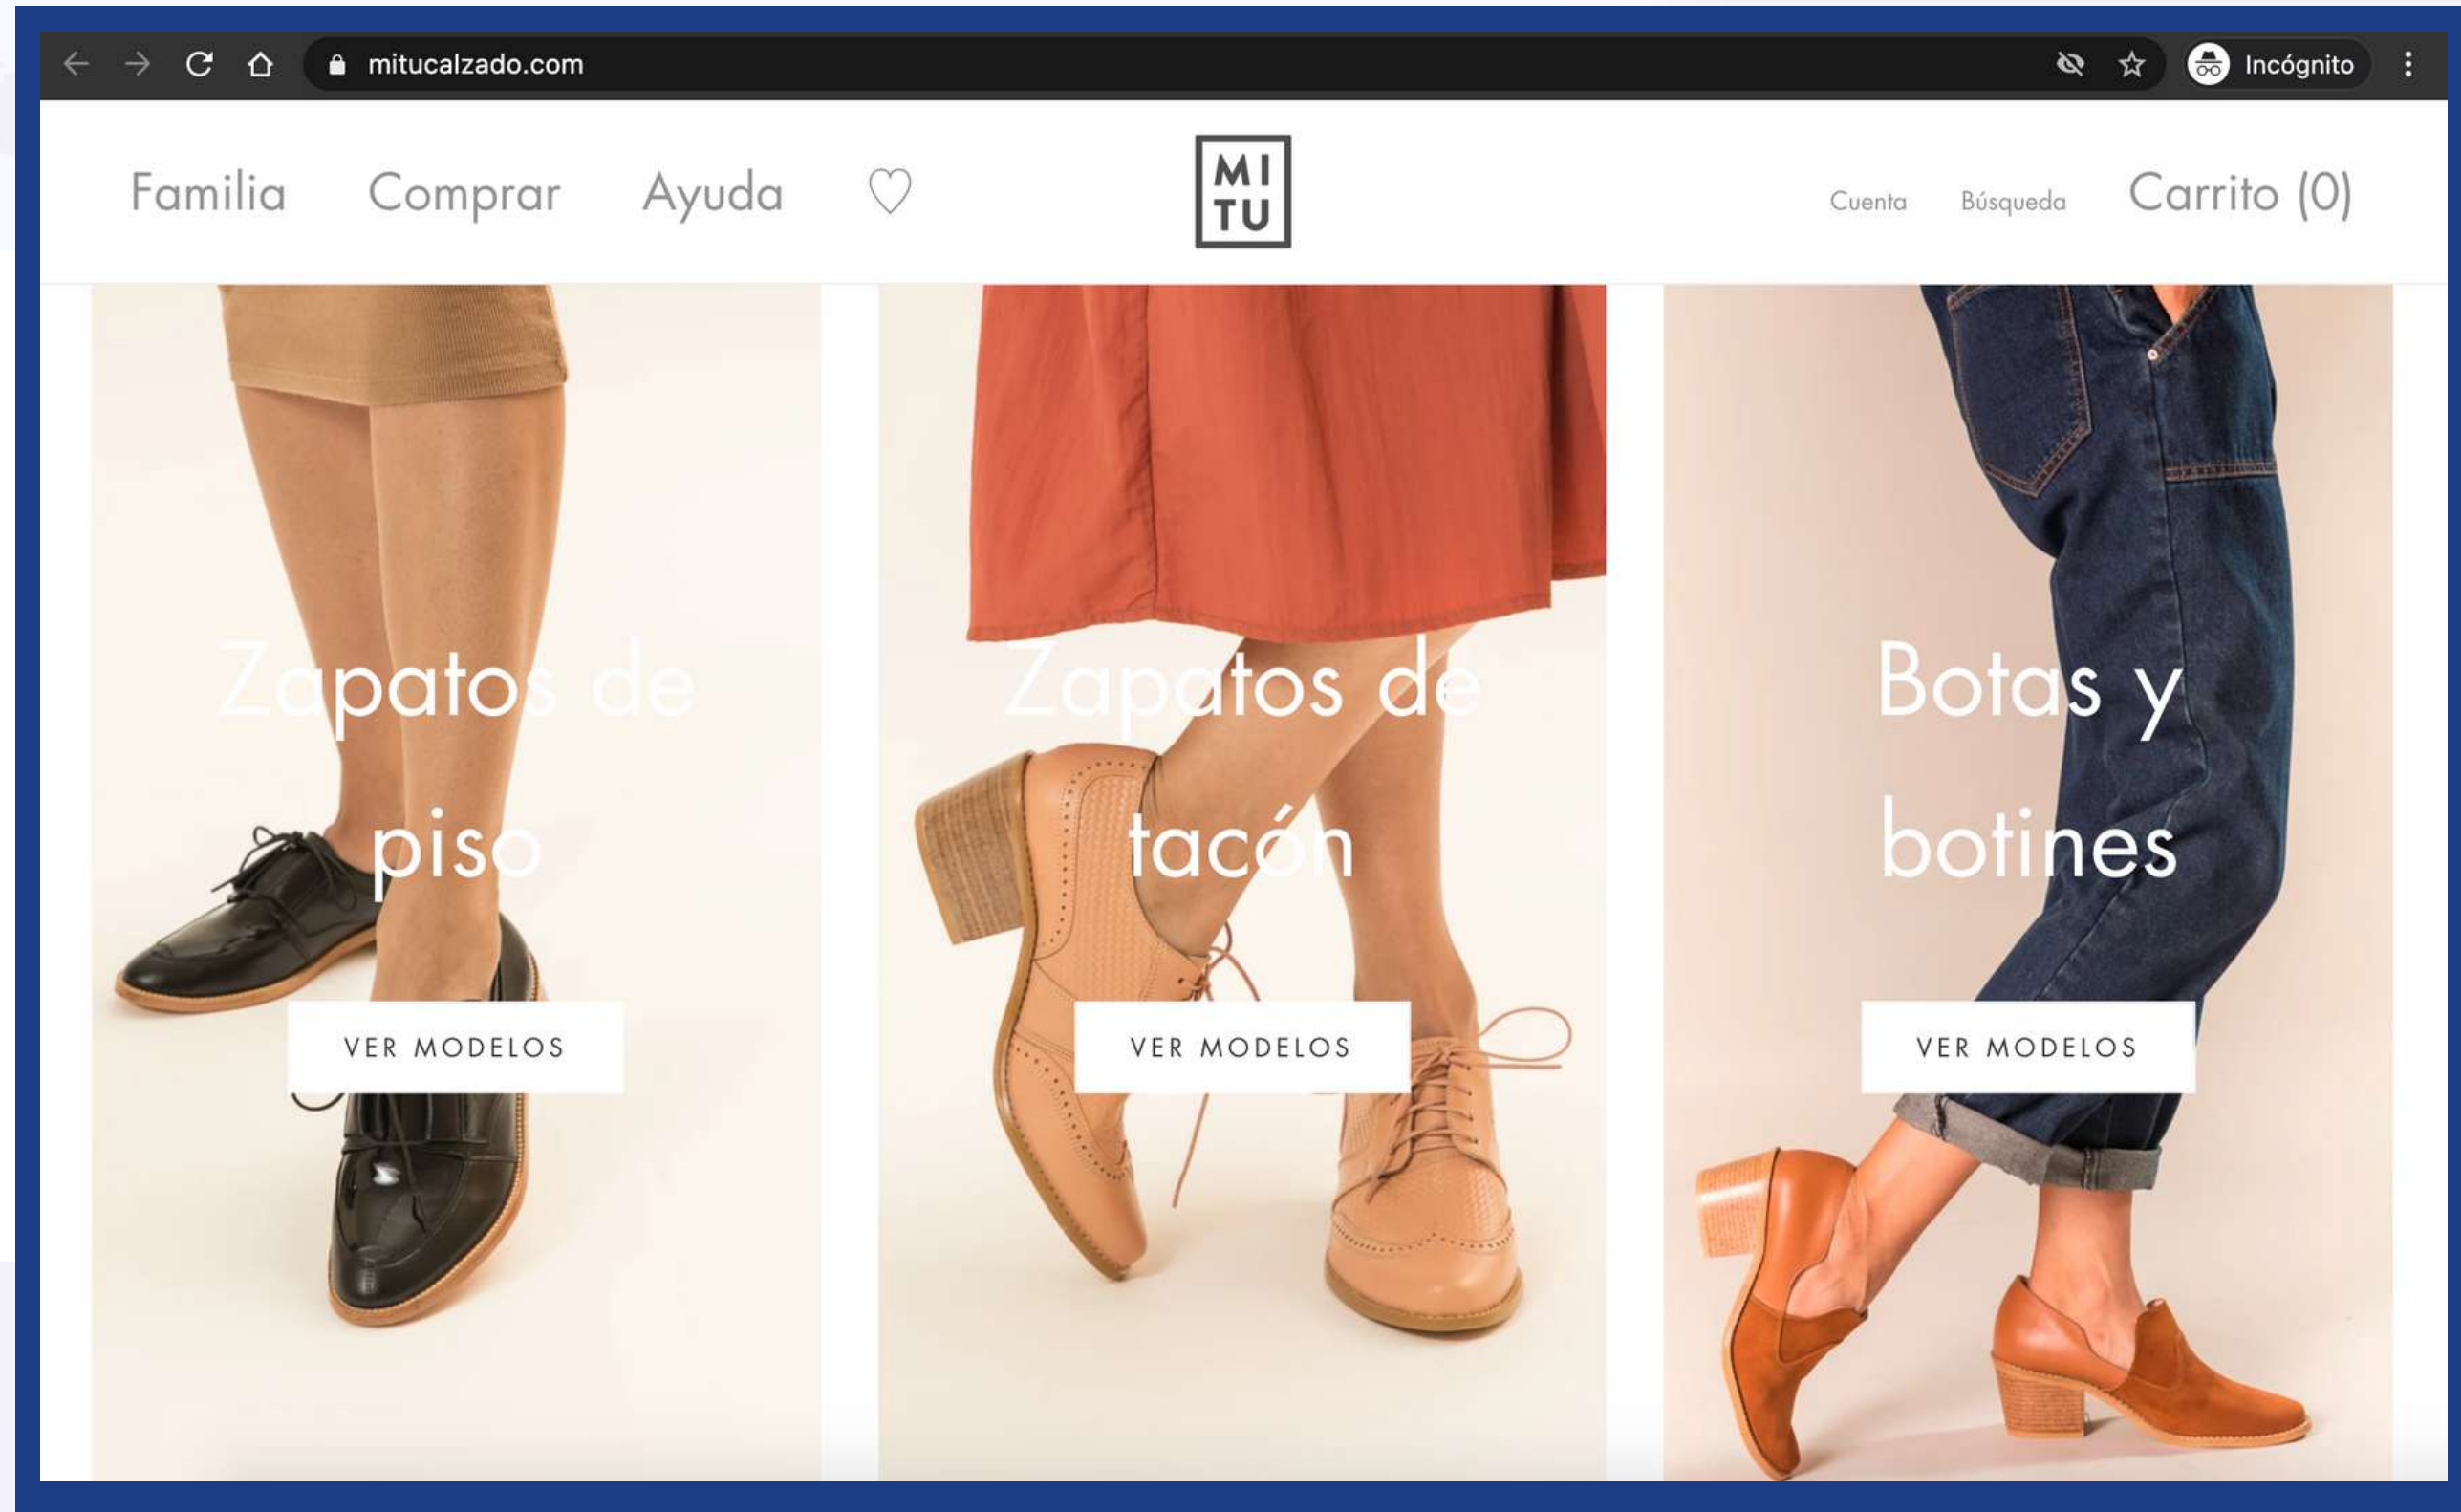 mitucalzado.com
Incógnito
Familia Comprar Ayuda
MI
TU
Cuenta Búsqueda Carrito (0)
Zapatos de
piso
VER MODELOS
Zapatos de
tacón
VER MODELOS
Botas y
botines
VER MODELOS